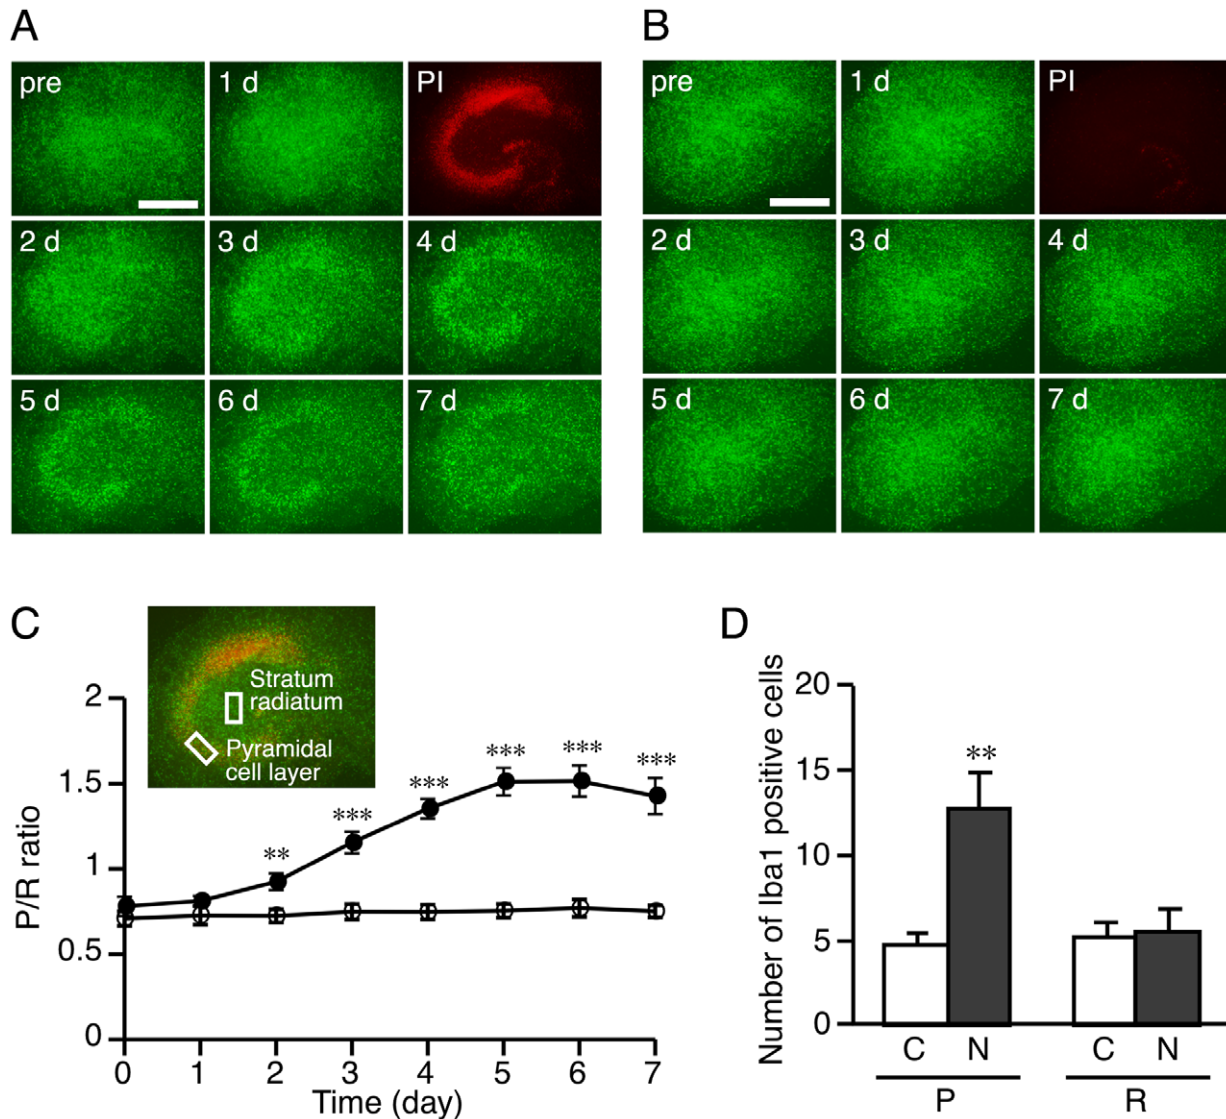 A
B
pre
1 d
PI
2 d
3 d
4 d
5 d
6 d
7 d
pre
1 d
PI
2 d
3 d
4 d
5 d
6 d
7 d
C
Stratum
radiatum
Pyramidal
cell layer
P/R ratio
2
1.5
1
0.5
0
**
***
***
***
***
***
0
1
2
3
4
5
6
7
Time (day)
D
Number of Iba1 positive cells
20
15
10
5
0
**
C
N
C
N
P
R